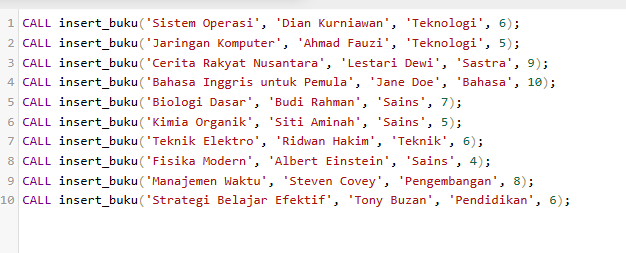 1 CALL insert_buku('Sistem Operasi', 'Dian Kurniawan', 'Teknologi', 6);
2 CALL insert_buku('Jaringan Komputer', 'Ahmad Fauzi', 'Teknologi', 5);
3 CALL insert_buku('Cerita Rakyat Nusantara', 'Lestari Dewi', 'Sastra', 9);
4 CALL insert_buku('Bahasa Inggris untuk Pemula', 'Jane Doe', 'Bahasa', 10);
5 CALL insert_buku('Biologi Dasar', 'Budi Rahman', 'Sains', 7);
6 CALL insert_buku('Kimia Organik', 'Siti Aminah', 'Sains', 5);
7 CALL insert_buku('Teknik Elektro', 'Ridwan Hakim', 'Teknik', 6);
8 CALL insert_buku('Fisika Modern', 'Albert Einstein', 'Sains', 4);
9 CALL insert_buku('Manajemen Waktu', 'Steven Covey', 'Pengembangan', 8);
10 CALL insert_buku('Strategi Belajar Efektif', 'Tony Buzan', 'Pendidikan', 6);